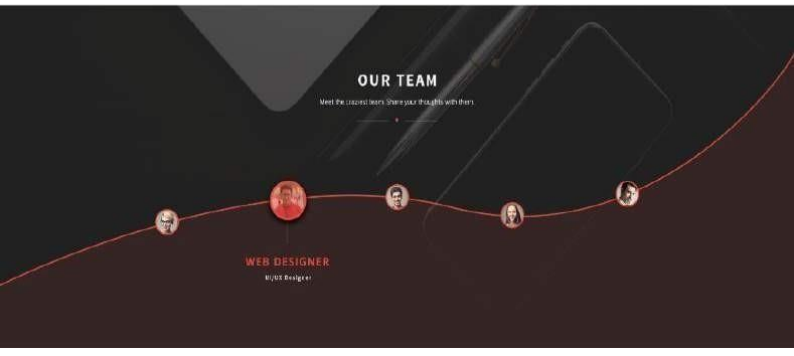 OUR TEAM
Meet the craziest team. Share your thoughts with them.
WEB DESIGNER
UI/UX Designer